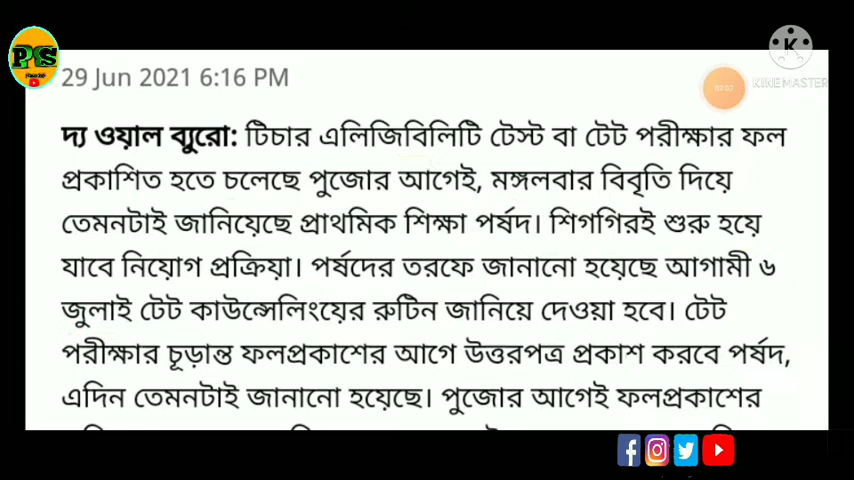 PS
K
KINEMASTER
29 Jun 2021 6:16 PM
দ্য ওয়াল ব্যুরো: টিচার এলিজিবিলিটি টেস্ট বা টেট পরীক্ষার ফল
প্রকাশিত হতে চলেছে পুজোর আগেই, মঙ্গলবার বিবৃতি দিয়ে
তেমনটাই জানিয়েছে প্রাথমিক শিক্ষা পর্ষদ। শিগগিরই শুরু হয়ে
যাবে নিয়োগ প্রক্রিয়া। পর্ষদের তরফে জানানো হয়েছে আগামী ৬
জুলাই টেট কাউন্সেলিংয়ের রুটিন জানিয়ে দেওয়া হবে। টেট
পরীক্ষার চূড়ান্ত ফলপ্রকাশের আগে উত্তরপত্র প্রকাশ করবে পর্ষদ,
এদিন তেমনটাই জানানো হয়েছে। পুজোর আগেই ফলপ্রকাশের